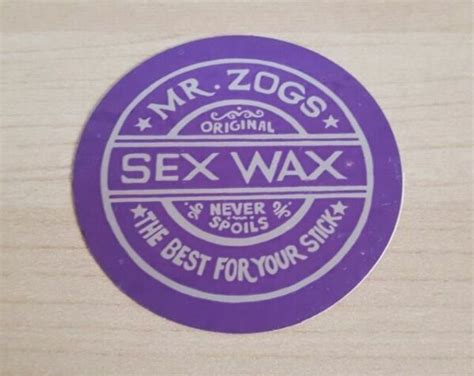 MR. ZOGS
ORIGINAL
SEX WAX
NEVER
SPOILS
THE BEST FOR YOUR STICK